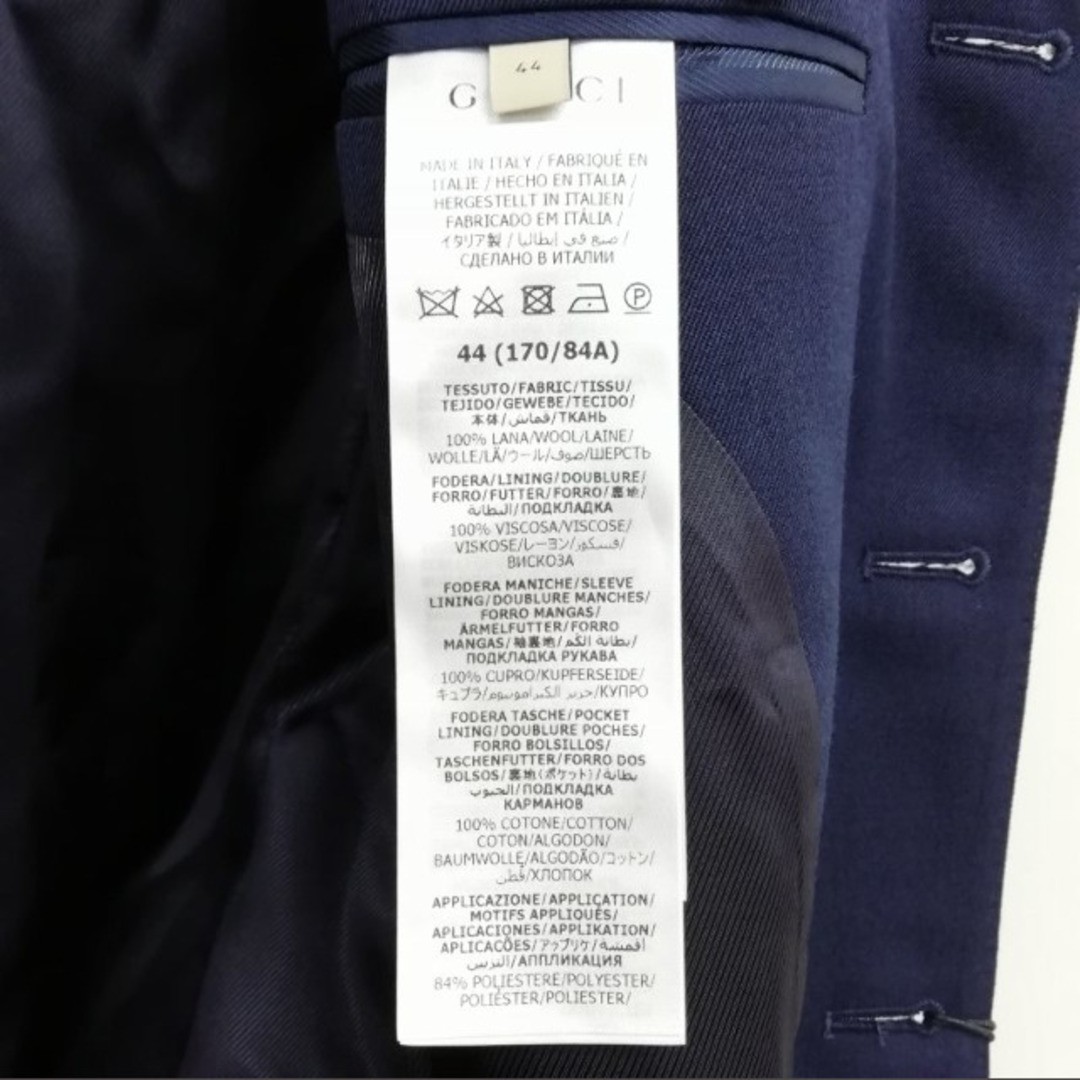 44
G CI
MADE IN ITALY / FABRIQUÉ EN
ITALIE / HECHO EN ITALIA /
HERGESTELLT IN ITALIEN /
FABRICADO EM ITÁLIA /
イタリア製 / صنع في إيطاليا /
СДЕЛАНО В ИТАЛИИ
P
44 (170/84A)
TESSUTO/FABRIC/TISSU/
TEJIDO/GEWEBE/TECIDO/
本体/قماش/ТКАНЬ
100% LANA/WOOL/LAINE/
WOLLE/LÃ/ウール/صوف/ШЕРСТЬ
FODERA/LINING/DOUBLURE/
FORRO/FUTTER/FORRO/裏地/
البطانة/ПОДКЛАДКА
100% VISCOSA/VISCOSE/
VISKOSE/レーヨン/فسكوز/
ВИСКОЗА
FODERA MANICHE/SLEEVE
LINING/DOUBLURE MANCHES/
FORRO MANGAS/
ÄRMELFUTTER/FORRO
MANGAS/袖裏地/بطانة الكم/
ПОДКЛАДКА РУКАВА
100% CUPRO/KUPFERSEIDE/
キュプラ/حرير الكبرامونيوم/КУПРО
FODERA TASCHE/POCKET
LINING/DOUBLURE POCHES/
FORRO BOLSILLOS/
TASCHENFUTTER/FORRO DOS
BOLSOS/裏地(ポケット)/بطانة
الجيوب/ПОДКЛАДКА
КАРМАНОВ
100% COTONE/COTTON/
COTON/ALGODON/
BAUMWOLLE/ALGODÃO/コットン/
قطن/ХЛОПОК
APPLICAZIONE/APPLICATION/
MOTIFS APPLIQUÉS/
APLICACIONES/APPLIKATION/
APLICAÇÕES/アップリケ/أقمشة
التزيين/АППЛИКАЦИЯ
84% POLIESTERE/POLYESTER/
POLIÉSTER/POLIESTER/